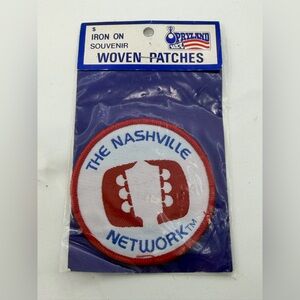 $
IRON ON
SOUVENIR
WOVEN PATCHES
OPRYLAND
USA
THE NASHVILLE
NETWORK™